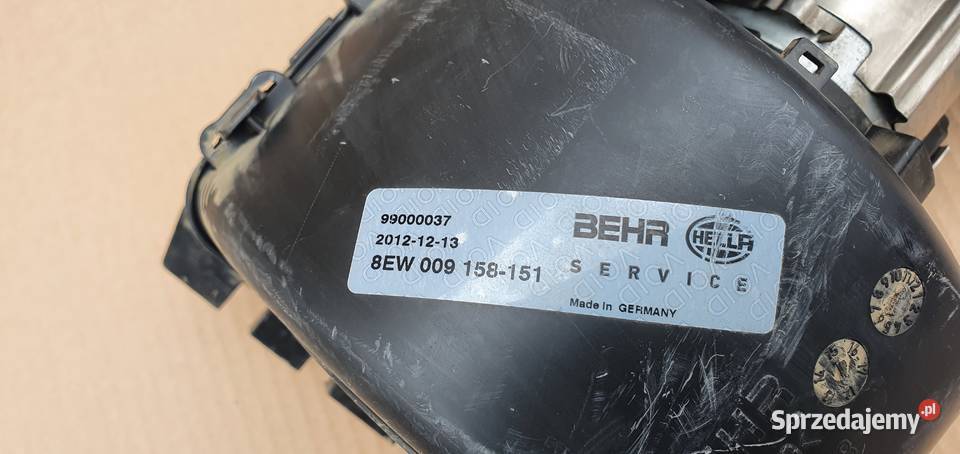 99000037
2012-12-13
8EW 009 158-151
BEHR HELLA
SERVICE
Made in GERMANY
Sprzedajemy.pl